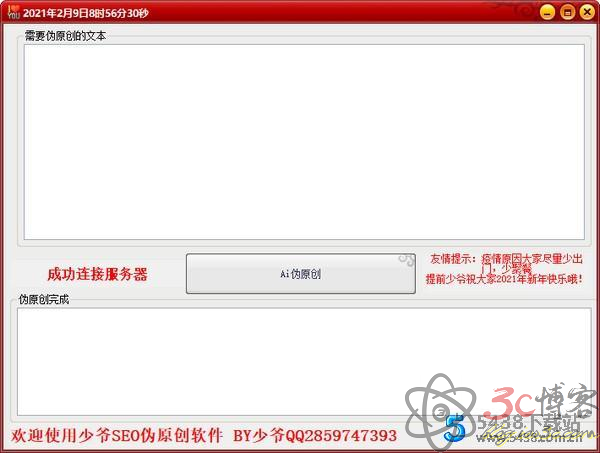 I
YOU
2021年2月9日8时56分30秒
需要伪原创的文本
成功连接服务器
Ai伪原创
友情提示：疫情原因大家尽量少出
门，少聚餐
提前少爷祝大家2021年新年快乐哦！
伪原创完成
3c博客
5
5438下载站
www.5438.com.cn
欢迎使用少爷SEO伪原创软件 BY少爷QQ2859747393